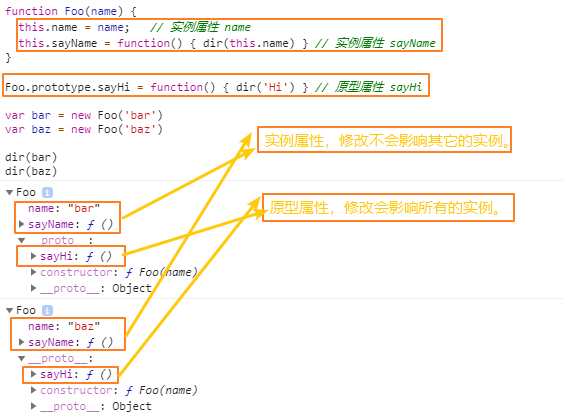 function Foo(name) {
this.name = name;   // 实例属性 name
this.sayName = function() { dir(this.name) } // 实例属性 sayName
}
Foo.prototype.sayHi = function() { dir('Hi') } // 原型属性 sayHi
var bar = new Foo('bar')
var baz = new Foo('baz')
实例属性，修改不会影响其它的实例。
dir(bar)
dir(baz)
▼Foo i
name: "bar"
原型属性，修改会影响所有的实例。
▶sayName: ƒ ()
▼__proto__:
▶sayHi: ƒ ()
▶constructor: ƒ Foo(name)
▶__proto__: Object
▼Foo i
name: "baz"
▶sayName: ƒ ()
▼__proto__:
▶sayHi: ƒ ()
▶constructor: ƒ Foo(name)
▶__proto__: Object